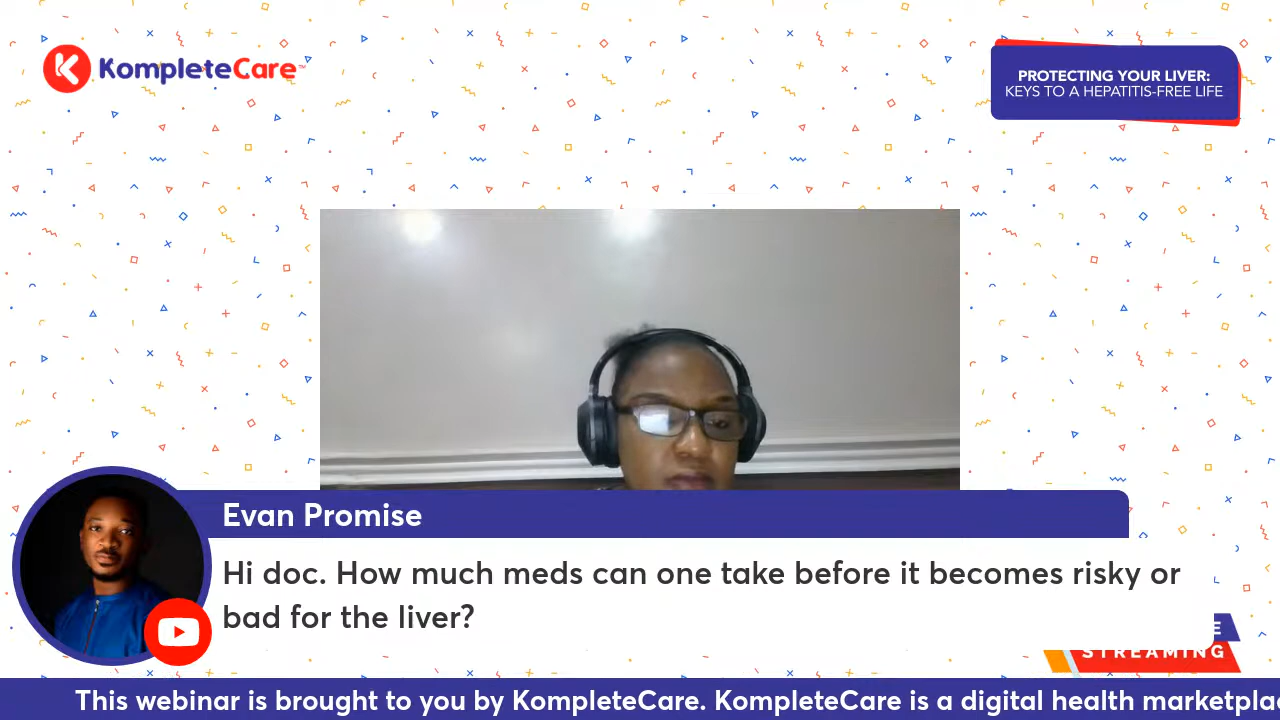 KompleteCare
PROTECTING YOUR LIVER:
KEYS TO A HEPATITIS-FREE LIFE
Evan Promise
Hi doc. How much meds can one take before it becomes risky or
bad for the liver?
E
STREAMING
This webinar is brought to you by KompleteCare. KompleteCare is a digital health